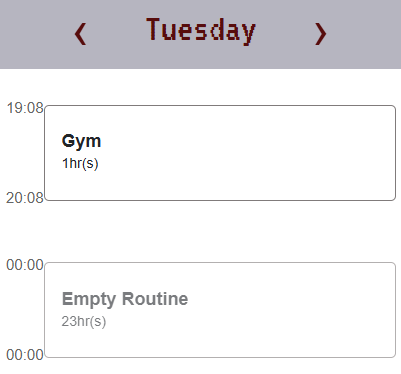 ❮ Tuesday ❯
19:08
Gym
1hr(s)
20:08
00:00
Empty Routine
23hr(s)
00:00